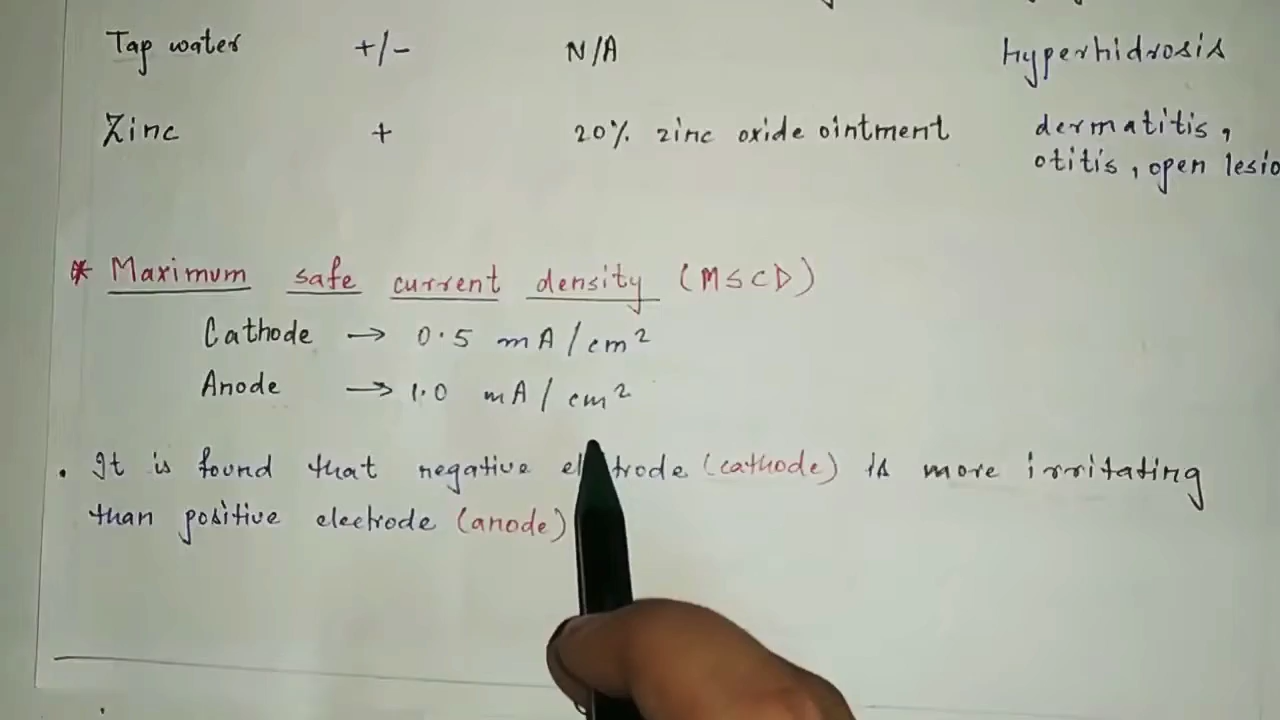 Tap water +/- N/A hyperhidrosis
Zinc + 20% zinc oxide ointment dermatitis,
otitis, open lesio
* Maximum safe current density (MSCD)
Cathode → 0.5 mA/cm²
Anode → 1.0 mA/cm²
. It is found that negative el trode (cathode) is more irritating
than positive electrode (anode)